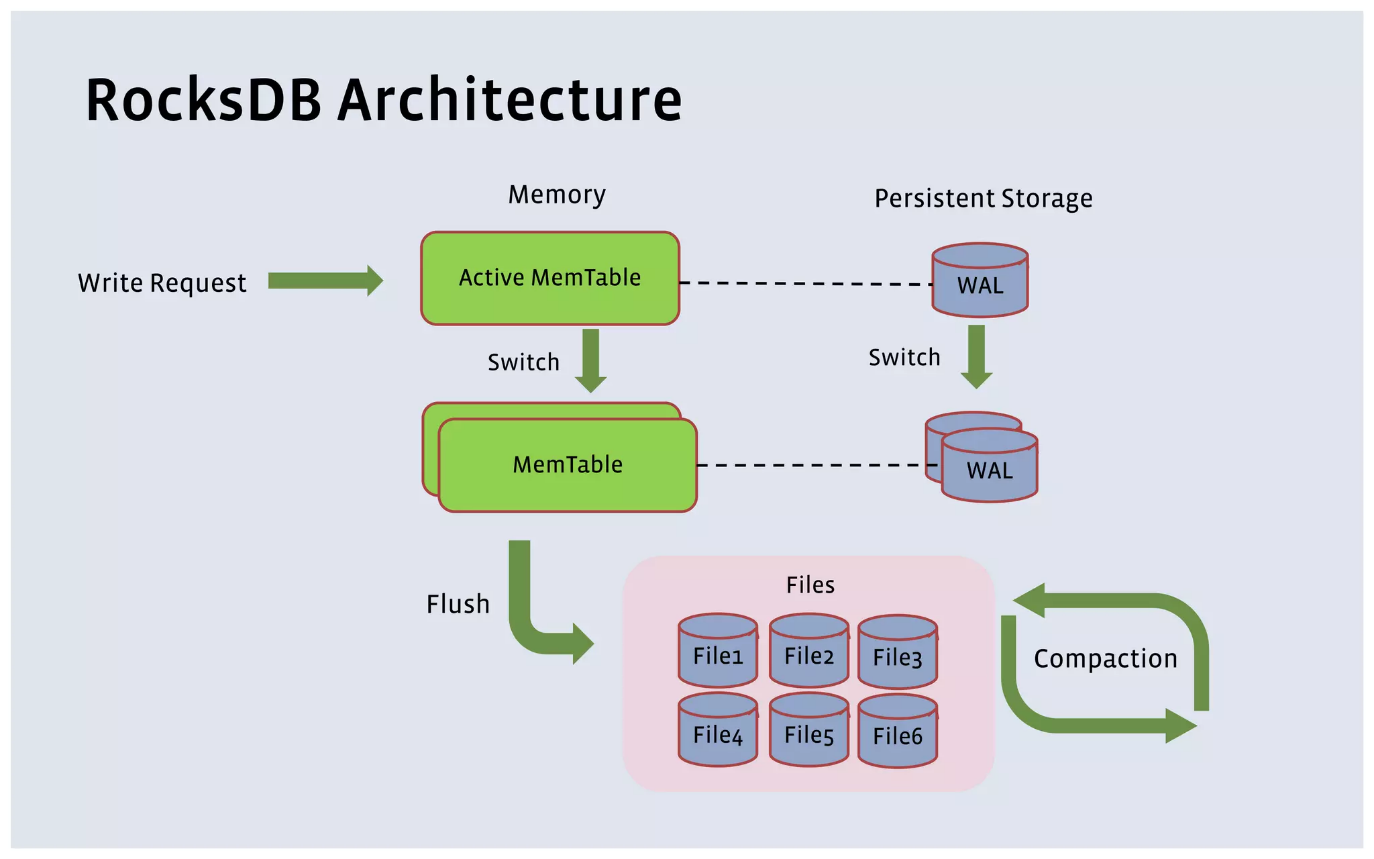 RocksDB Architecture
Memory
Persistent Storage
Write Request
Active MemTable
WAL
Switch
Switch
MemTable
WAL
Flush
Files
File1
File2
File3
Compaction
File4
File5
File6